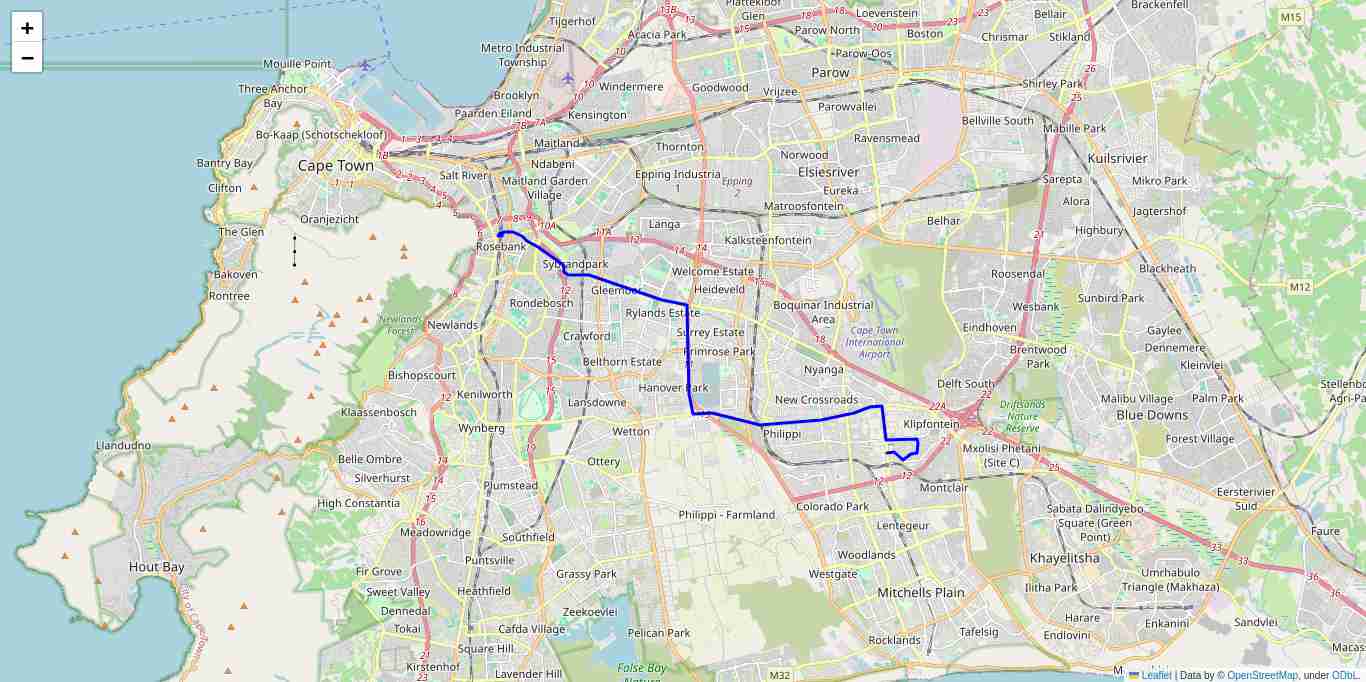 +
−
Tijgerhof
13B
Plattekloof
Glen
Loevenstein
Bellair
Brackenfell
M15
Acacia Park
Parow North
Boston
Chrismar
Stikland
Metro Industrial
Township
Parow-Oos
Mouille Point
Parow
Three Anchor
Bay
Windermere
Goodwood
Vrijzee
Shirley Park
Brooklyn
Parowvallei
Paarden Eiland
Kensington
Bellville South
Mabille Park
Bo-Kaap (Schotschekloof)
Maitland
Thornton
Ravensmead
Bantry Bay
Cape Town
Ndabeni
Norwood
Kuilsrivier
Salt River
Maitland Garden
Village
Epping Industria
1
Epping
2
Elsiesriver
Sarepta
Mikro Park
Clifton
Eureka
Alora
Oranjezicht
Langa
Matroosfontein
Belhar
Jagtershof
The Glen
Highbury
Rosebank
Kalksteenfontein
Bakoven
Sybrandpark
Welcome Estate
Roosendal
Blackheath
Rontree
Gleemoor
Heideveld
M12
Rondebosch
Rylands Estate
Boquinar Industrial
Area
Wesbank
Sunbird Park
Newlands
Forest
Newlands
Crawford
Surrey Estate
Cape Town
International
Airport
Eindhoven
Gaylee
Belthorn Estate
Primrose Park
Brentwood
Park
Dennemere
Bishopscourt
Nyanga
Kleinvlei
Hanover Park
Delft South
Stellenbo
Agri-Pa
Kenilworth
Lansdowne
New Crossroads
Malibu Village
Palm Park
Klaassenbosch
Driftsands
Nature
Reserve
Blue Downs
Wynberg
Wetton
Philippi
Klipfontein
Forest Village
Llandudno
Belle Ombre
Ottery
Mxolisi Phetani
(Site C)
Silverhurst
Plumstead
Montclair
Eersterivier
Suid
High Constantia
Philippi - Farmland
Colorado Park
Sabata Dalindyebo
Square (Green
Point)
Meadowridge
Southfield
Lentegeur
Faure
Hout Bay
Puntsville
Woodlands
Khayelitsha
Fir Grove
Grassy Park
Westgate
Umhrabulo
Triangle (Makhaza)
Sweet Valley
Heathfield
Mitchells Plain
Ilitha Park
Dennedal
Zeekoevlei
Harare
Enkanini
Tokai
Cafda Village
Pelican Park
Rocklands
Tafelsig
Endlovini
Sandvlei
Square Hill
Macass
Kirstenhof
Lavender Hill
False Bay
M32
Leaflet | Data by © OpenStreetMap, under ODbL.